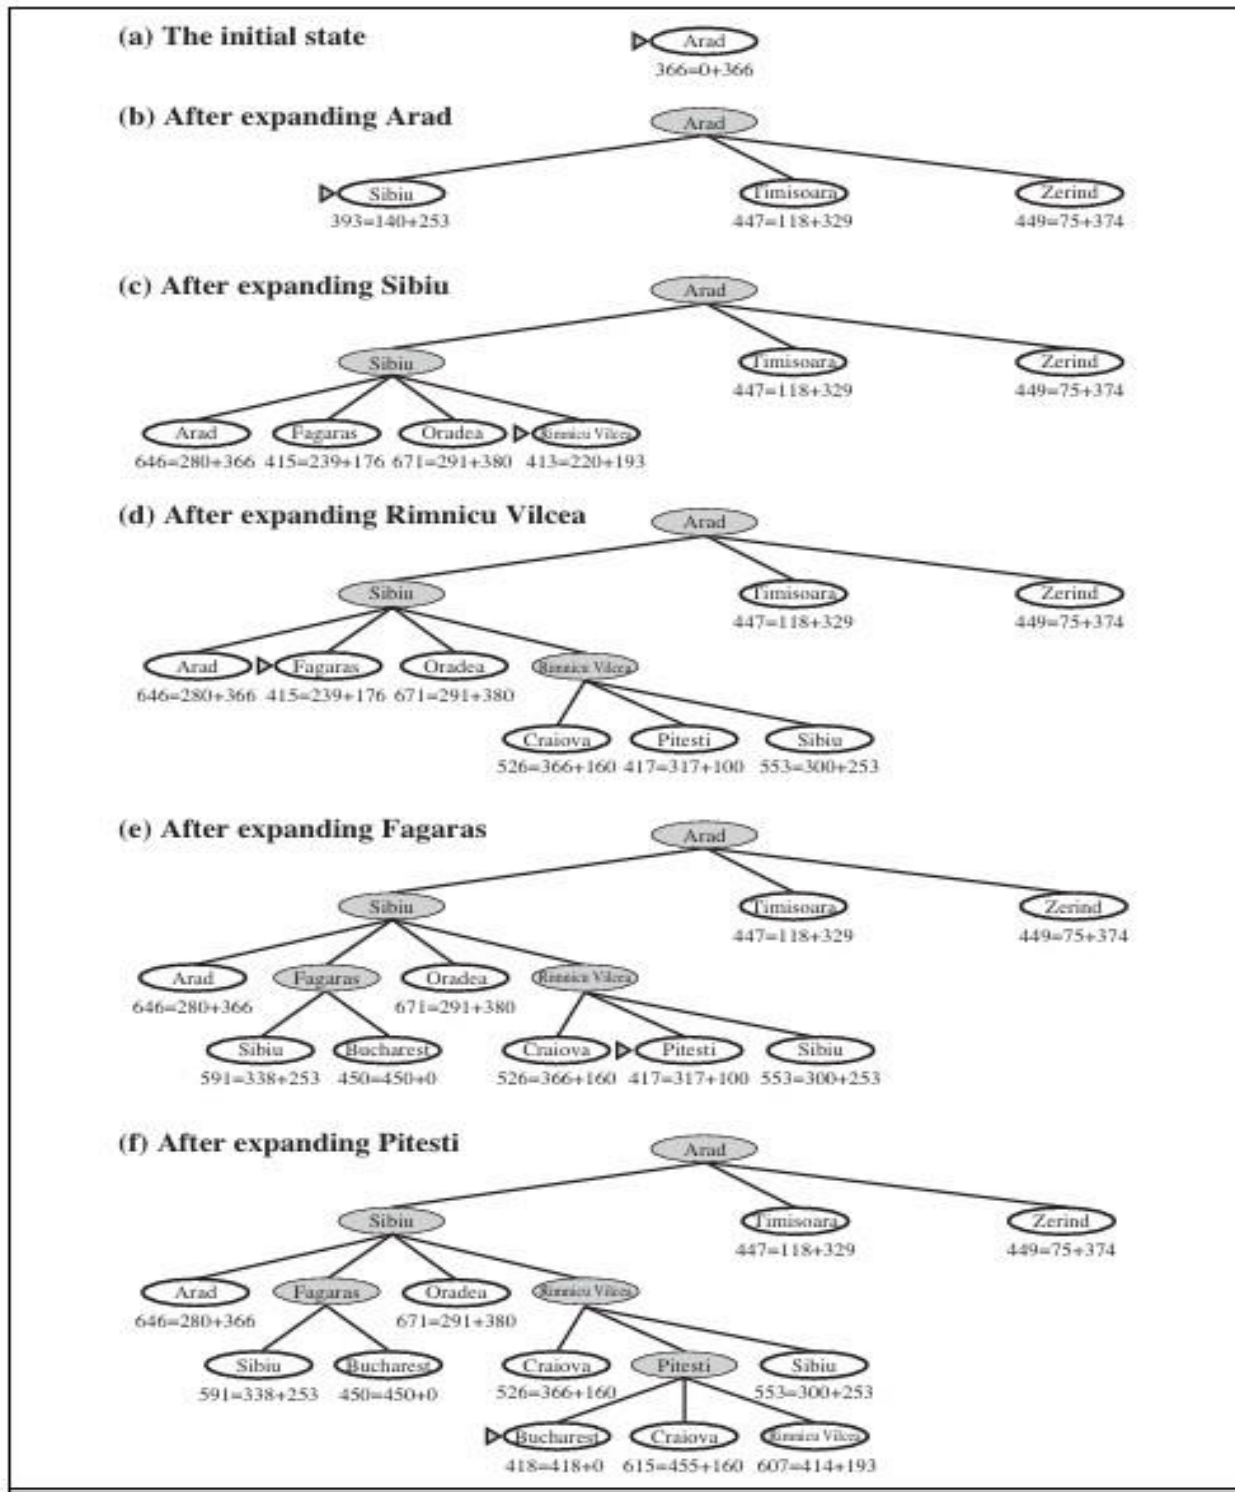 (a) The initial state
Arad
366=0+366
(b) After expanding Arad
Arad
Sibiu Timisoara Zerind
393=140+253 447=118+329 449=75+374
(c) After expanding Sibiu
Arad
Sibiu Timisoara Zerind
447=118+329 449=75+374
Arad Fagaras Oradea Rimnicu Vilcea
646=280+366 415=239+176 671=291+380 413=220+193
(d) After expanding Rimnicu Vilcea
Arad
Sibiu Timisoara Zerind
447=118+329 449=75+374
Arad Fagaras Oradea Rimnicu Vilcea
646=280+366 415=239+176 671=291+380
Craiova Pitesti Sibiu
526=366+160 417=317+100 553=300+253
(e) After expanding Fagaras
Arad
Sibiu Timisoara Zerind
447=118+329 449=75+374
Arad Fagaras Oradea Rimnicu Vilcea
646=280+366 671=291+380
Sibiu Bucharest Craiova Pitesti Sibiu
591=338+253 450=450+0 526=366+160 417=317+100 553=300+253
(f) After expanding Pitesti
Arad
Sibiu Timisoara Zerind
447=118+329 449=75+374
Arad Fagaras Oradea Rimnicu Vilcea
646=280+366 671=291+380
Sibiu Bucharest Craiova Pitesti Sibiu
591=338+253 450=450+0 526=366+160 553=300+253
Bucharest Craiova Rimnicu Vilcea
418=418+0 615=455+160 607=414+193